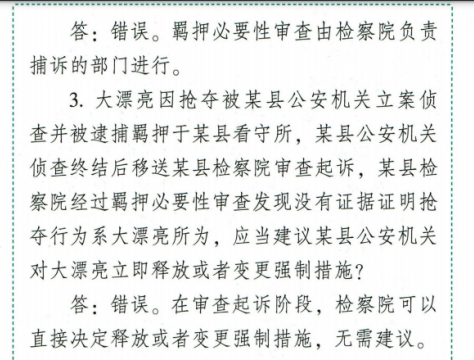 答：错误。羁押必要性审查由检察院负责
捕诉的部门进行。
3. 大漂亮因抢夺被某县公安机关立案侦
查并被逮捕羁押于某县看守所，某县公安机关
侦查终结后移送某县检察院审查起诉，某县检
察院经过羁押必要性审查发现没有证据证明抢
夺行为系大漂亮所为，应当建议某县公安机关
对大漂亮立即释放或者变更强制措施？
答：错误。在审查起诉阶段，检察院可以
直接决定释放或者变更强制措施，无需建议。